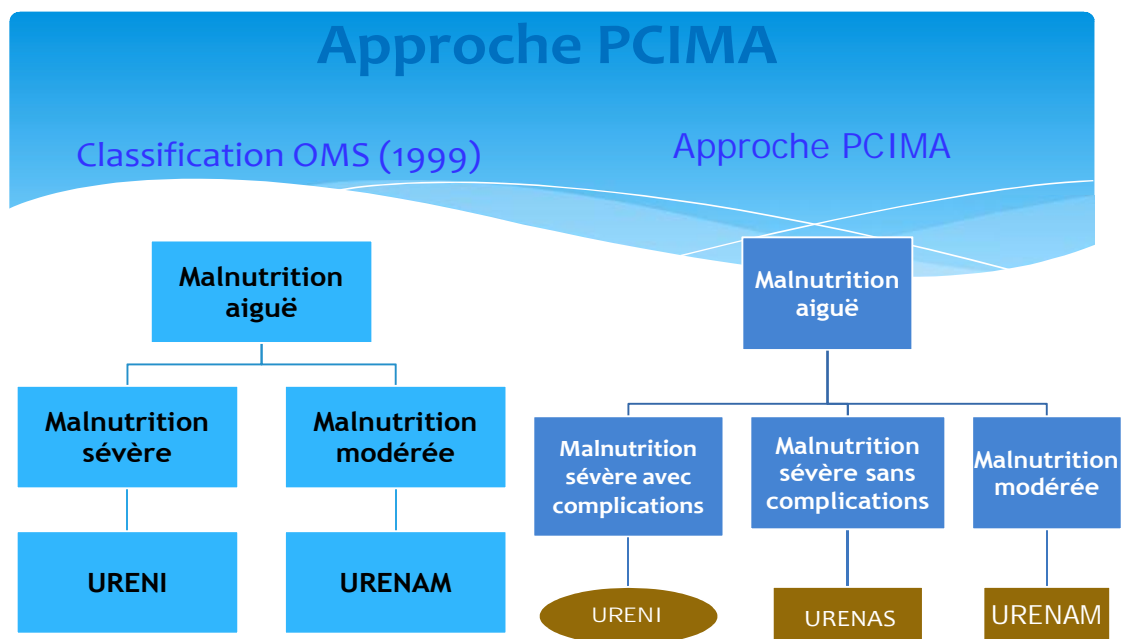 Approche PCIMA
Classification OMS (1999)
Approche PCIMA
Malnutrition
aiguë
Malnutrition
sévère
Malnutrition
modérée
URENI
URENAM
Malnutrition
aiguë
Malnutrition
sévère avec
complications
Malnutrition
sévère sans
complications
Malnutrition
modérée
URENI
URENAS
URENAM